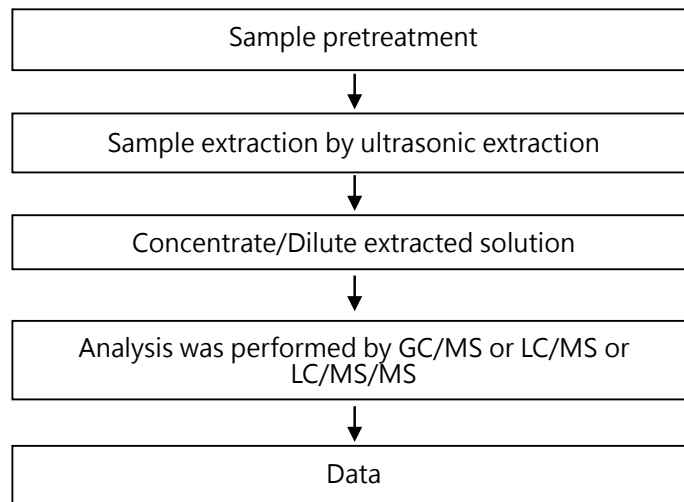 Sample pretreatment
Sample extraction by ultrasonic extraction
Concentrate/Dilute extracted solution
Analysis was performed by GC/MS or LC/MS or
LC/MS/MS
Data